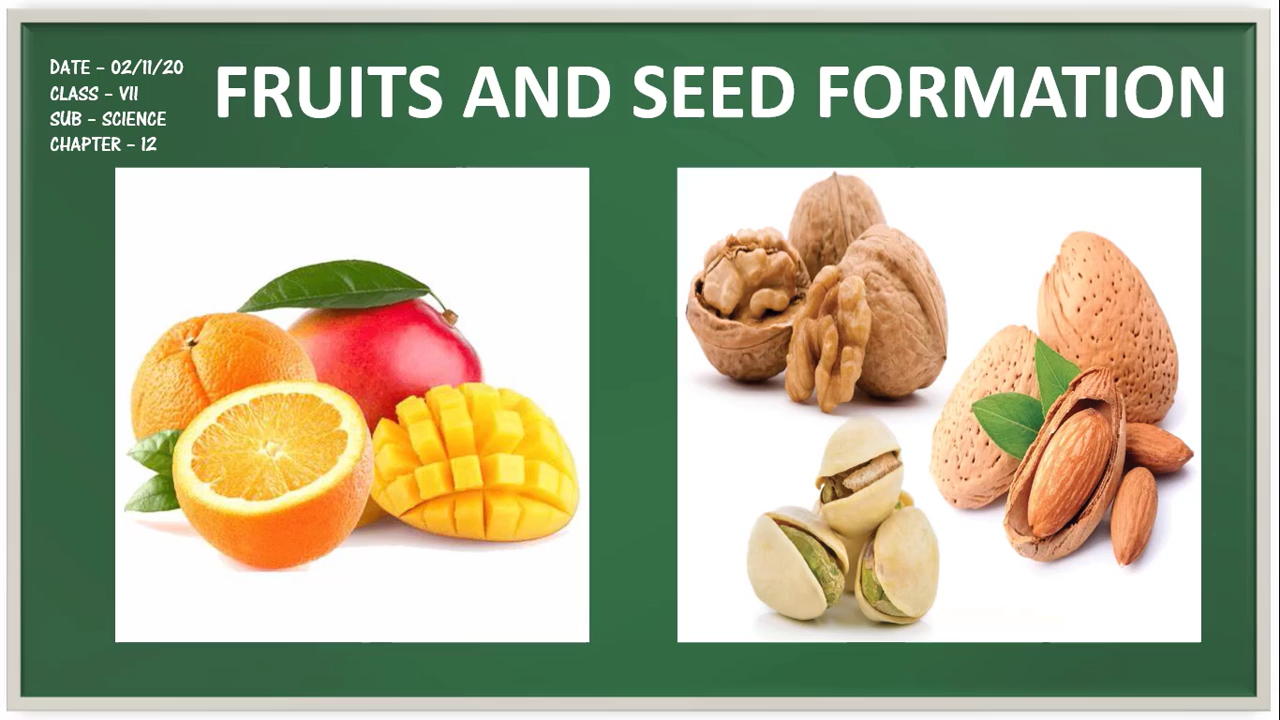 DATE – 02/11/20
CLASS – VII
SUB – SCIENCE
CHAPTER – 12
FRUITS AND SEED FORMATION